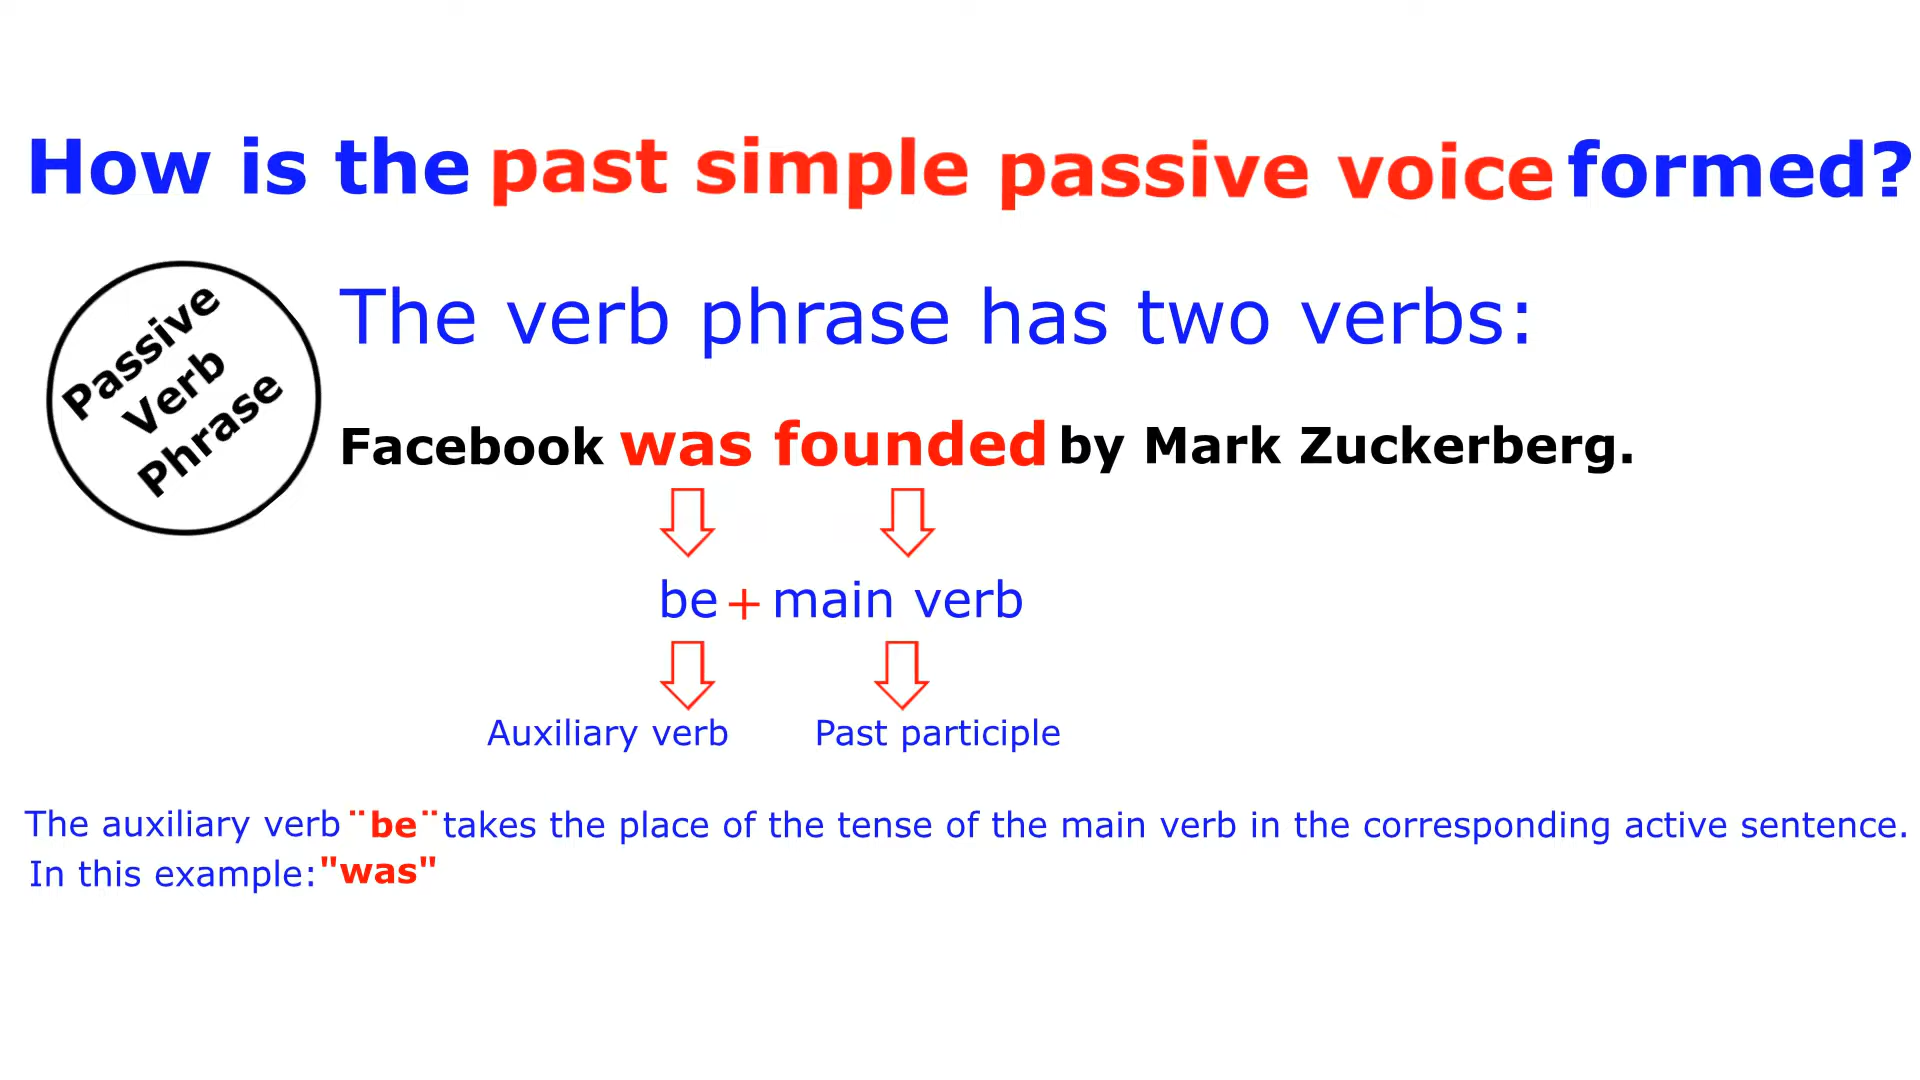 How is the past simple passive voice formed?
Passive
Verb
Phrase
The verb phrase has two verbs:
Facebook was founded by Mark Zuckerberg.
be + main verb
Auxiliary verb Past participle
The auxiliary verb ¨be¨ takes the place of the tense of the main verb in the corresponding active sentence.
In this example: "was"